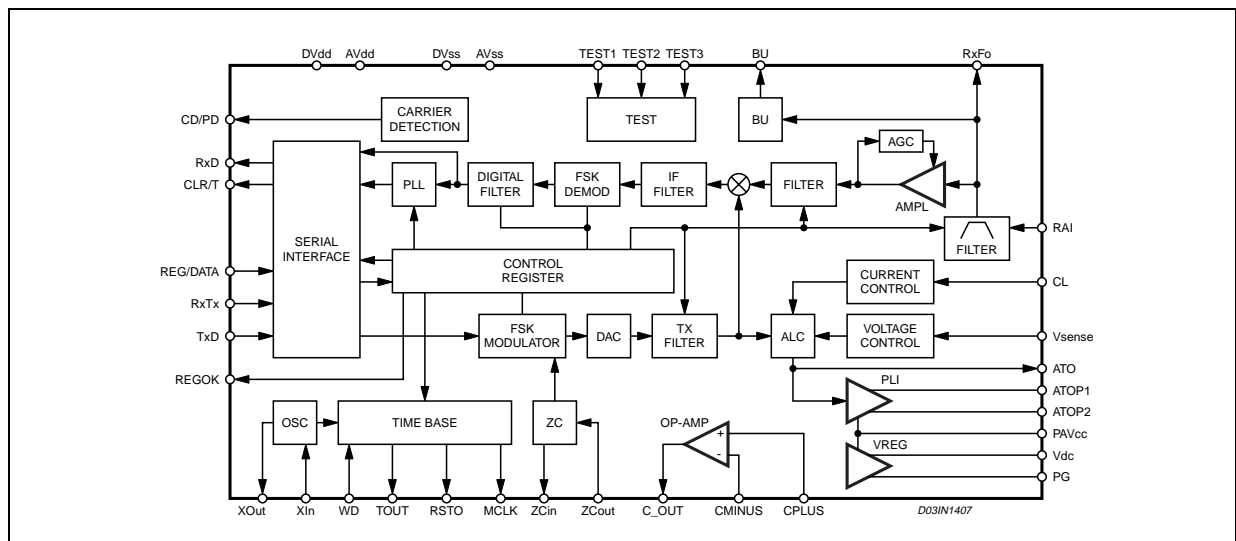 DVdd AVdd DVss AVss TEST1 TEST2 TEST3 BU RxFo
CD/PD
CARRIER
DETECTION
TEST
BU
RxD
CLR/T
AGC
SERIAL
INTERFACE
PLL
DIGITAL
FILTER
FSK
DEMOD
IF
FILTER
FILTER
AMPL
FILTER
RAI
REG/DATA
CONTROL
REGISTER
CURRENT
CONTROL
CL
RxTx
TxD
FSK
MODULATOR
DAC
TX
FILTER
ALC
VOLTAGE
CONTROL
Vsense
REGOK
ATO
PLI
ATOP1
ATOP2
OSC
TIME BASE
ZC
OP-AMP
+
-
PAVcc
VREG
Vdc
PG
XOut XIn WD TOUT RSTO MCLK ZCin ZCout C_OUT CMINUS CPLUS
D03IN1407